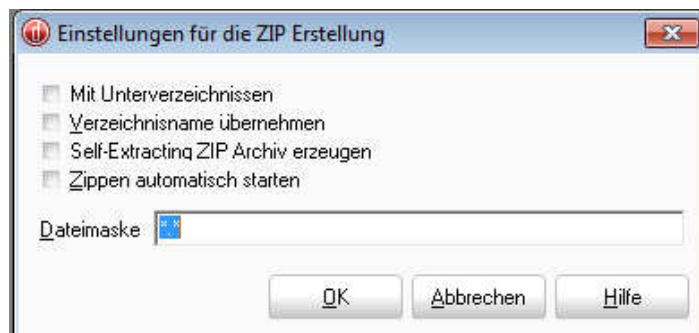 Einstellungen für die ZIP Erstellung
Mit Unterverzeichnissen
Verzeichnisname übernehmen
Self-Extracting ZIP Archiv erzeugen
Zippen automatisch starten
Dateimaske *.*
OK Abbrechen Hilfe